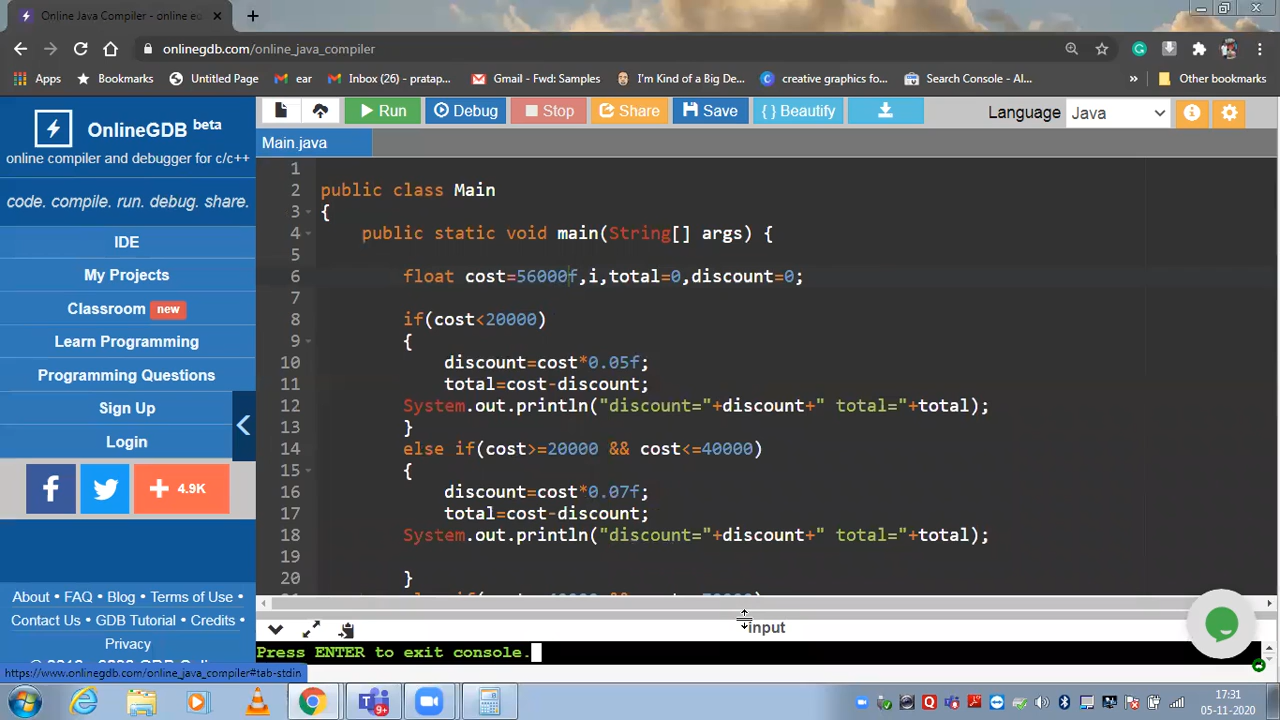 Online Java Compiler - online ed
onlinegdb.com/online_java_compiler
Apps Bookmarks Untitled Page ear Inbox (26) - pratap... Gmail - Fwd: Samples I'm Kind of a Big De... creative graphics fo... Search Console - Al... » Other bookmarks
OnlineGDB beta
online compiler and debugger for c/c++
code. compile. run. debug. share.
IDE
My Projects
Classroom new
Learn Programming
Programming Questions
Sign Up
Login
f + 4.9K
About • FAQ • Blog • Terms of Use •
Contact Us • GDB Tutorial • Credits •
Privacy
https://www.onlinegdb.com/online_java_compiler#tab-stdin
Run Debug Stop Share Save { } Beautify Language Java
Main.java
1
2 public class Main
3 {
4 public static void main(String[] args) {
5
6 float cost=56000f,i,total=0,discount=0;
7
8 if(cost<20000)
9 {
10 discount=cost*0.05f;
11 total=cost-discount;
12 System.out.println("discount="+discount+" total="+total);
13 }
14 else if(cost>=20000 && cost<=40000)
15 {
16 discount=cost*0.07f;
17 total=cost-discount;
18 System.out.println("discount="+discount+" total="+total);
19
20 }
input
Press ENTER to exit console.
9+
17:31
05-11-2020